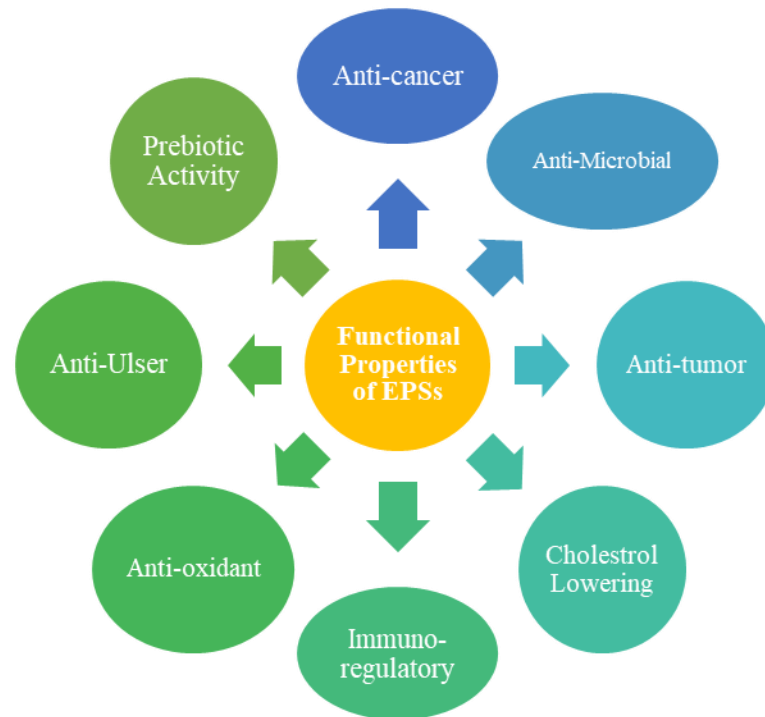 Anti-cancer
Anti-Microbial
Anti-tumor
Cholestrol
Lowering
Immuno-
regulatory
Anti-oxidant
Anti-Ulser
Prebiotic
Activity
Functional
Properties
of EPSs